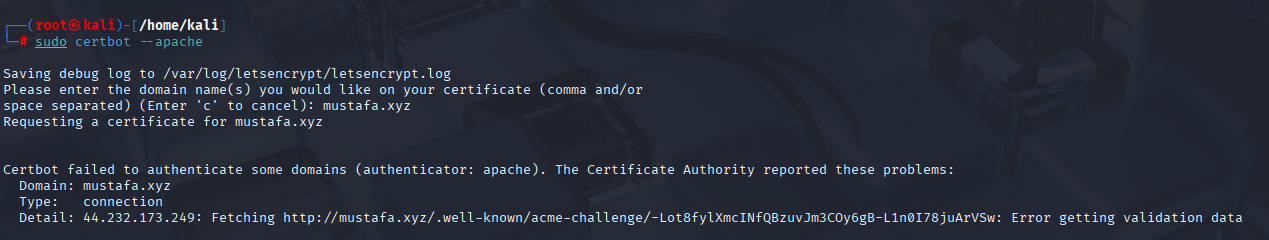 ┌──(root㉿kali)-[/home/kali]
└─# sudo certbot --apache
Saving debug log to /var/log/letsencrypt/letsencrypt.log
Please enter the domain name(s) you would like on your certificate (comma and/or
space separated) (Enter 'c' to cancel): mustafa.xyz
Requesting a certificate for mustafa.xyz
Certbot failed to authenticate some domains (authenticator: apache). The Certificate Authority reported these problems:
Domain: mustafa.xyz
Type: connection
Detail: 44.232.173.249: Fetching http://mustafa.xyz/.well-known/acme-challenge/-Lot8fylXmcINfQBzuvJm3COy6gB-L1n0I78juArVSw: Error getting validation data